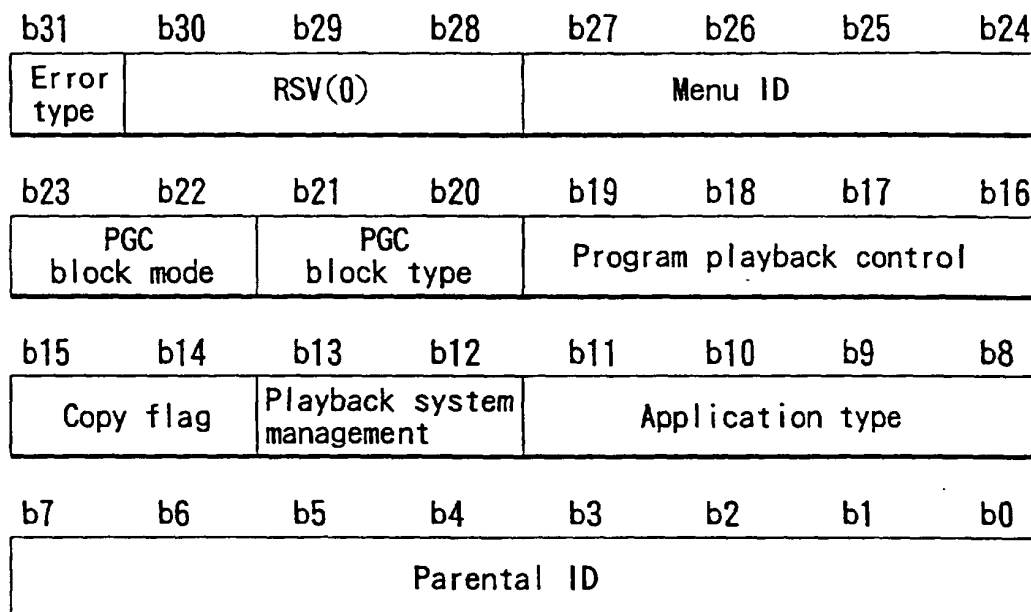 b31 b30 b29 b28 b27 b26 b25 b24
Error type RSV(0) Menu ID
b23 b22 b21 b20 b19 b18 b17 b16
PGC block mode PGC block type Program playback control
b15 b14 b13 b12 b11 b10 b9 b8
Copy flag Playback system management Application type
b7 b6 b5 b4 b3 b2 b1 b0
Parental ID